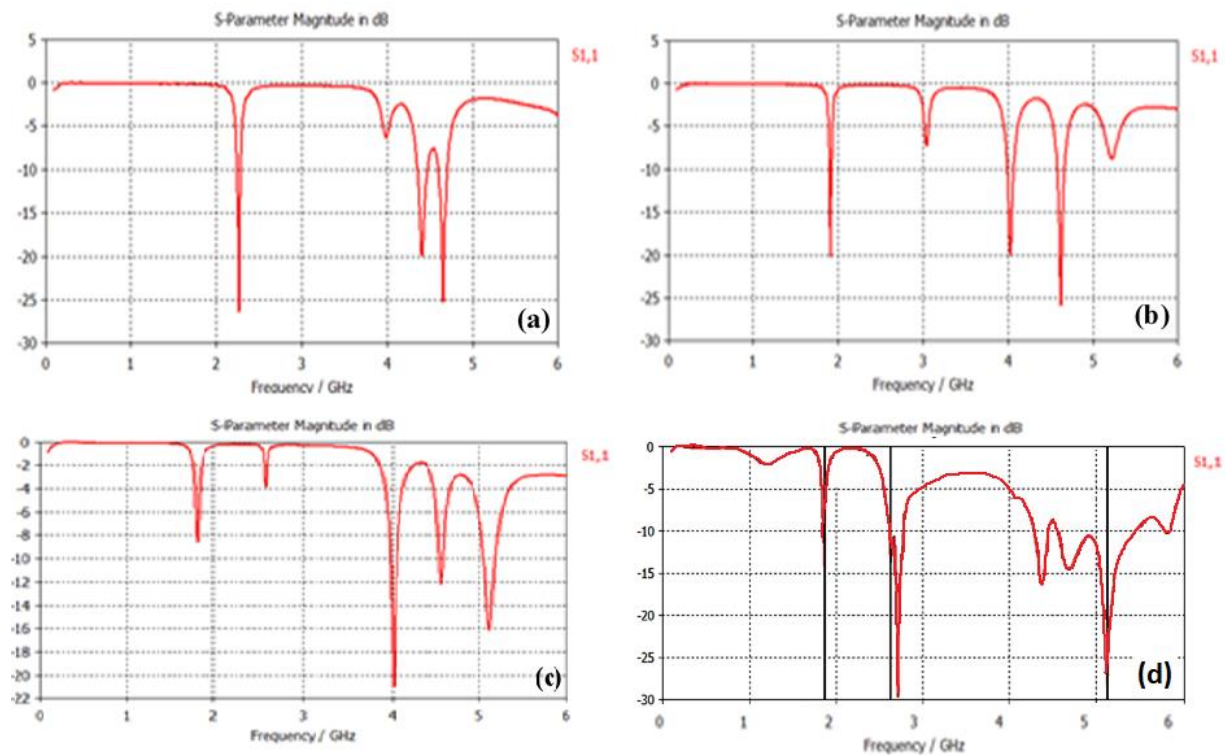 S-Parameter Magnitude in dB
5
0
-5
-10
-15
-20
-25
-30
0 1 2 3 4 5 6
Frequency / GHz
S1,1
(a)
S-Parameter Magnitude in dB
5
0
-5
-10
-15
-20
-25
-30
0 1 2 3 4 5 6
Frequency / GHz
S1,1
(b)
S-Parameter Magnitude in dB
0
-2
-4
-6
-8
-10
-12
-14
-16
-18
-20
-22
0 1 2 3 4 5 6
Frequency / GHz
S1,1
(c)
S-Parameter Magnitude in dB
0
-5
-10
-15
-20
-25
-30
0 1 2 3 4 5 6
Frequency / GHz
S1,1
(d)